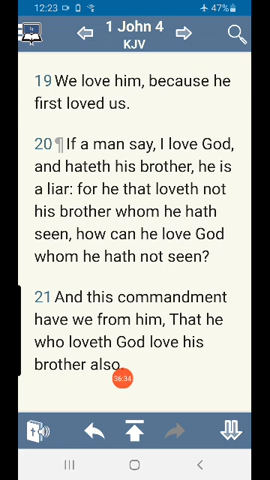 12:23
47%
1 John 4
KJV
19 We love him, because he
first loved us.
20 ¶ If a man say, I love God,
and hateth his brother, he is
a liar: for he that loveth not
his brother whom he hath
seen, how can he love God
whom he hath not seen?
21 And this commandment
have we from him, That he
who loveth God love his
brother also.
36:34